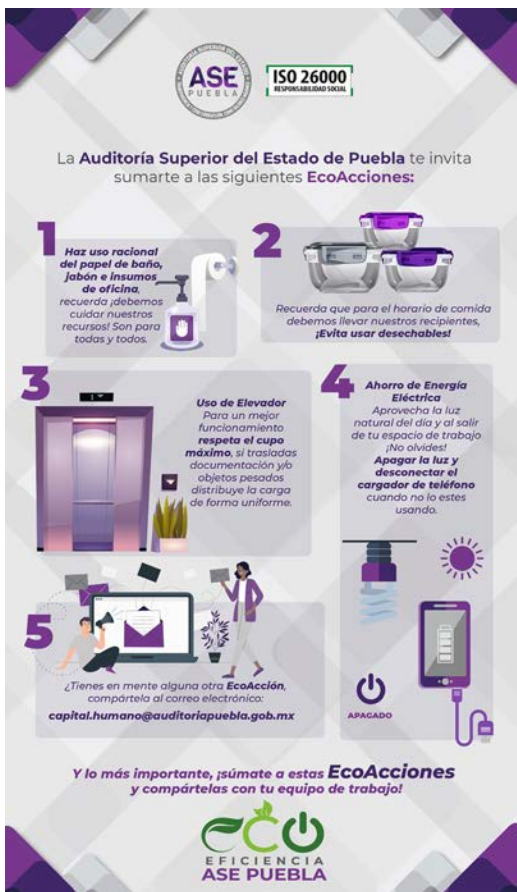 AUDITORÍA SUPERIOR DEL ESTADO
ASE
PUEBLA
ISO 26000
RESPONSABILIDAD SOCIAL
La Auditoría Superior del Estado de Puebla te invita
sumarte a las siguientes EcoAcciones:
1
Haz uso racional
del papel de baño,
jabón e insumos
de oficina,
recuerda ¡debemos
cuidar nuestros
recursos! Son para
todas y todos.
2
Recuerda que para el horario de comida
debemos llevar nuestros recipientes,
¡Evita usar desechables!
3
Uso de Elevador
Para un mejor
funcionamiento
respeta el cupo
máximo, si trasladas
documentación y/o
objetos pesados
distribuye la carga
de forma uniforme.
4
Ahorro de Energía
Eléctrica
Aprovecha la luz
natural del día y al salir
de tu espacio de trabajo
¡No olvides!
Apagar la luz y
desconectar el
cargador de teléfono
cuando no lo estes
usando.
APAGADO
5
¿Tienes en mente alguna otra EcoAcción,
compártela al correo electrónico:
capital.humano@auditoriapuebla.gob.mx
Y lo más importante, ¡súmate a estas EcoAcciones
y compártelas con tu equipo de trabajo!
eco
EFICIENCIA
ASE PUEBLA